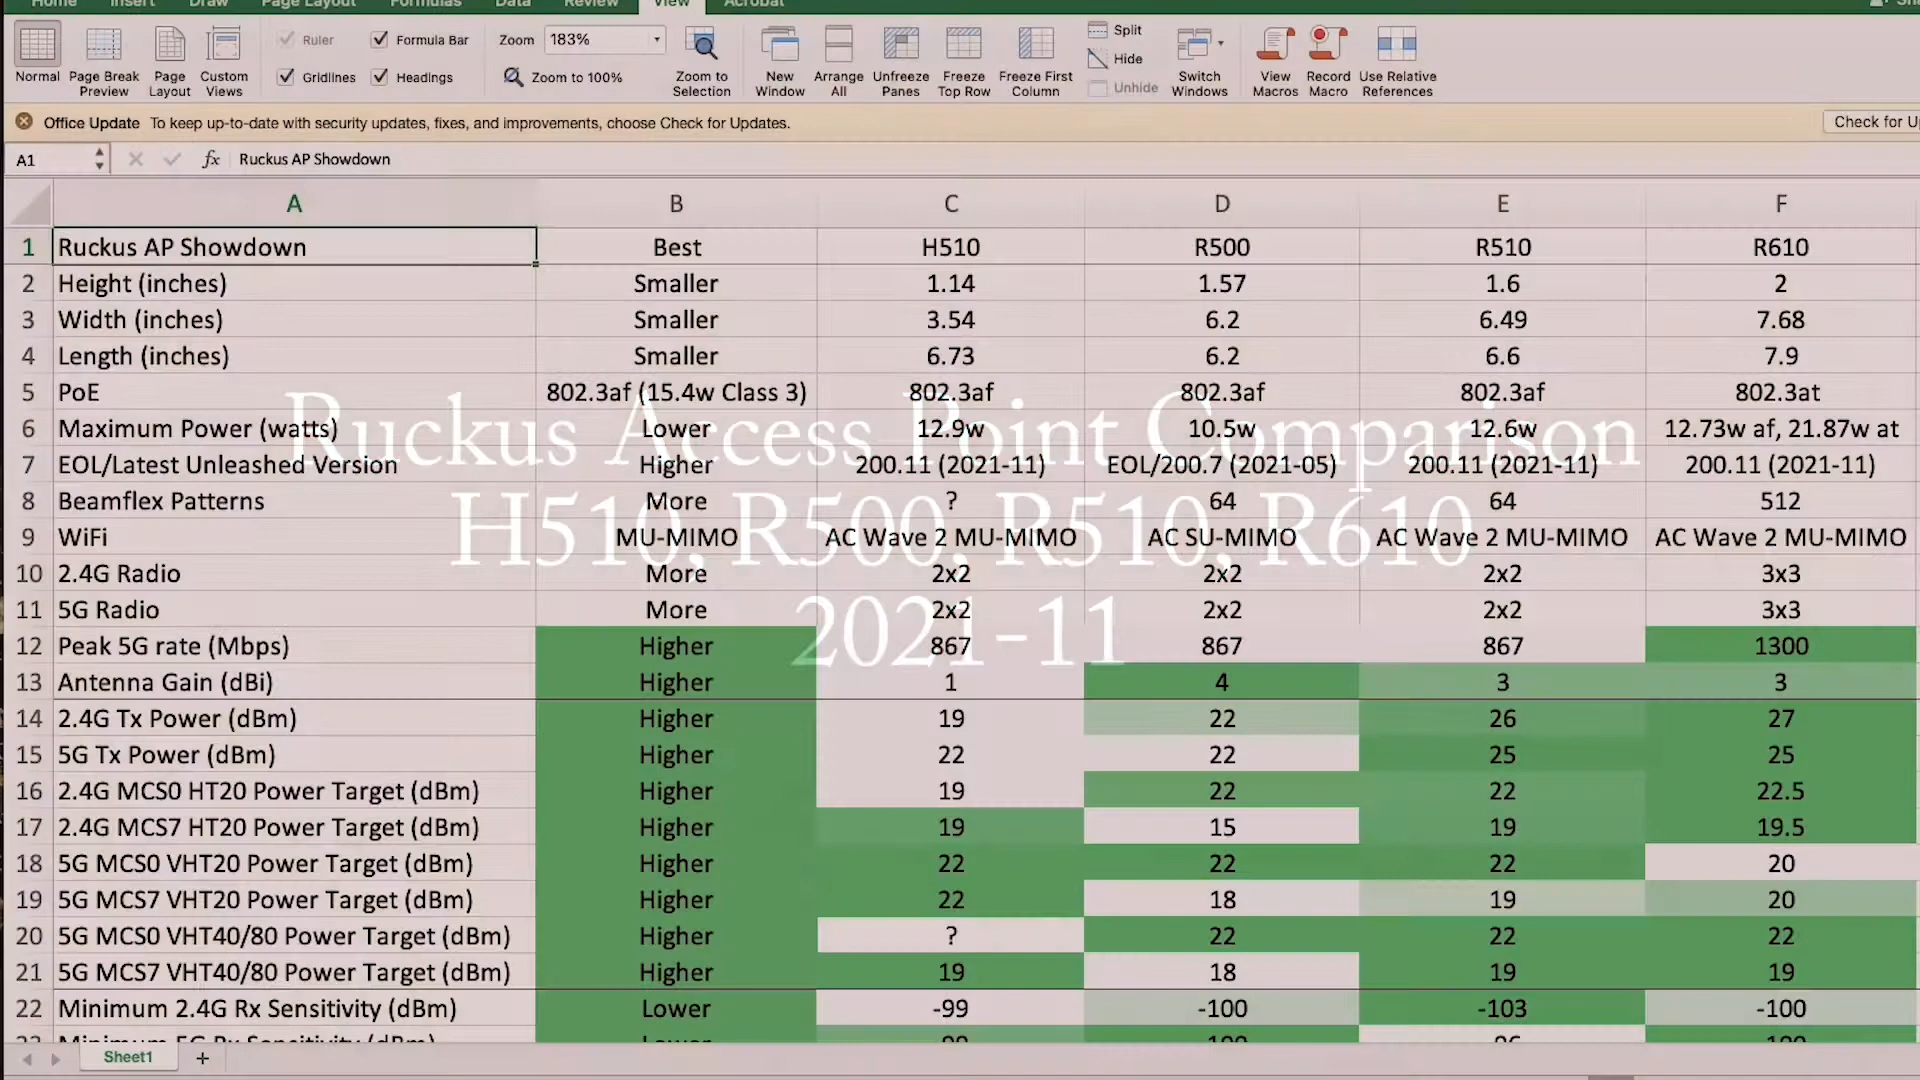 Home Insert Draw Page Layout Formulas Data Review View Acrobat
Normal Page Break Preview Page Layout Custom Views
Ruler Formula Bar Gridlines Headings
Zoom 183% Zoom to 100% Zoom to Selection
New Window Arrange All Unfreeze Panes Freeze Top Row Freeze First Column
Split Hide Unhide Switch Windows
View Macros Record Macro Use Relative References
Office Update To keep up-to-date with security updates, fixes, and improvements, choose Check for Updates. Check for
A1 fx Ruckus AP Showdown
A B C D E F
1 Ruckus AP Showdown Best H510 R500 R510 R610
2 Height (inches) Smaller 1.14 1.57 1.6 2
3 Width (inches) Smaller 3.54 6.2 6.49 7.68
4 Length (inches) Smaller 6.73 6.2 6.6 7.9
5 PoE 802.3af (15.4w Class 3) 802.3af 802.3af 802.3af 802.3at
Ruckus Access Point Comparison
6 Maximum Power (watts) Lower 12.9w 10.5w 12.6w 12.73w af, 21.87w at
7 EOL/Latest Unleashed Version Higher 200.11 (2021-11) EOL/200.7 (2021-05) 200.11 (2021-11) 200.11 (2021-11)
8 Beamflex Patterns More ? 64 64 512
H510, R500, R510, R610
9 WiFi MU-MIMO AC Wave 2 MU-MIMO AC SU-MIMO AC Wave 2 MU-MIMO AC Wave 2 MU-MIMO
10 2.4G Radio More 2x2 2x2 2x2 3x3
11 5G Radio More 2x2 2x2 2x2 3x3
2021-11
12 Peak 5G rate (Mbps) Higher 867 867 867 1300
13 Antenna Gain (dBi) Higher 1 4 3 3
14 2.4G Tx Power (dBm) Higher 19 22 26 27
15 5G Tx Power (dBm) Higher 22 22 25 25
16 2.4G MCS0 HT20 Power Target (dBm) Higher 19 22 22 22.5
17 2.4G MCS7 HT20 Power Target (dBm) Higher 19 15 19 19.5
18 5G MCS0 VHT20 Power Target (dBm) Higher 22 22 22 20
19 5G MCS7 VHT20 Power Target (dBm) Higher 22 18 19 20
20 5G MCS0 VHT40/80 Power Target (dBm) Higher ? 22 22 22
21 5G MCS7 VHT40/80 Power Target (dBm) Higher 19 18 19 19
22 Minimum 2.4G Rx Sensitivity (dBm) Lower -99 -100 -103 -100
Sheet1 +